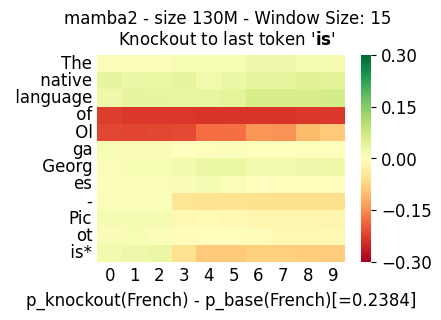 mamba2 - size 130M - Window Size: 15
Knockout to last token 'is'
The
native
language
of
Ol
ga
Georg
es
-
Pic
ot
is*
0 1 2 3 4 5 6 7 8 9
0.30
0.15
0.00
−0.15
−0.30
p_knockout(French) - p_base(French)[=0.2384]